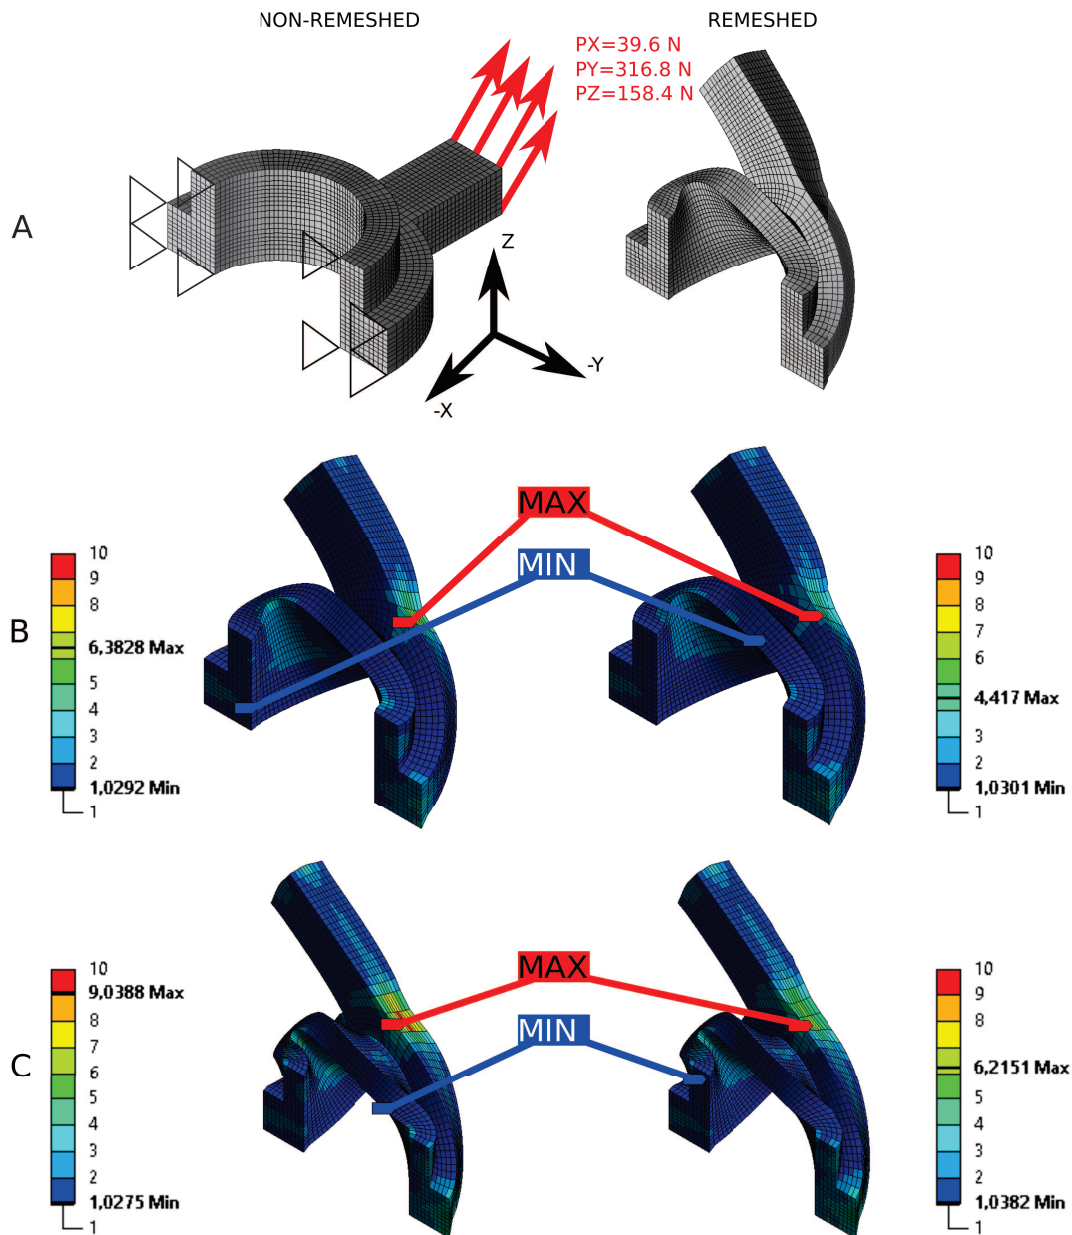 NON-REMESHED
REMESHED
PX=39.6 N
PY=316.8 N
PZ=158.4 N
A
Z
-Y
-X
MAX
MIN
B
10
9
8
6,3828 Max
5
4
3
2
1,0292 Min
1
10
9
8
7
6
4,417 Max
3
2
1,0301 Min
1
MAX
MIN
C
10
9,0388 Max
8
7
6
5
4
3
2
1,0275 Min
1
10
9
8
7
6,2151 Max
5
4
3
2
1,0382 Min
1